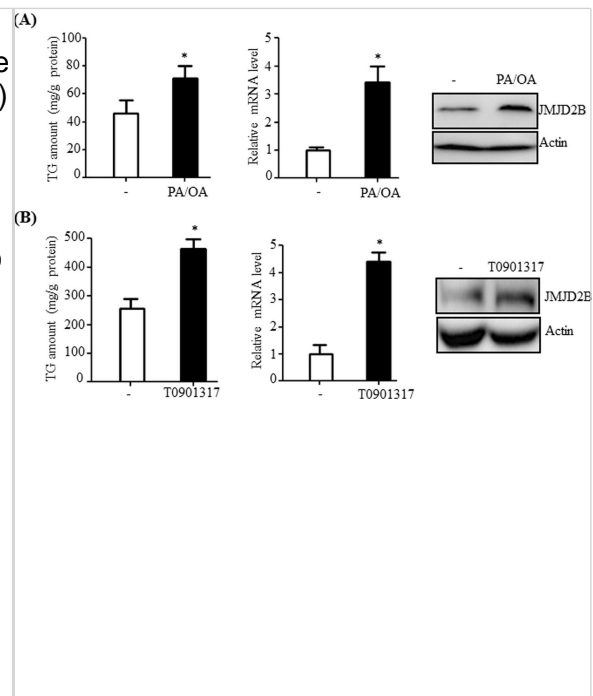 (A)
e
)
TG amount (mg/g protein)
100
80
60
40
20
0
*
-
PA/OA
Relative mRNA level
5
4
3
2
1
0
*
-
PA/OA
-
PA/OA
JMJD2B
Actin
(B)
)
TG amount (mg/g protein)
500
400
300
200
100
0
*
-
T0901317
Relative mRNA level
5
4
3
2
1
0
*
-
T0901317
-
T0901317
JMJD2B
Actin